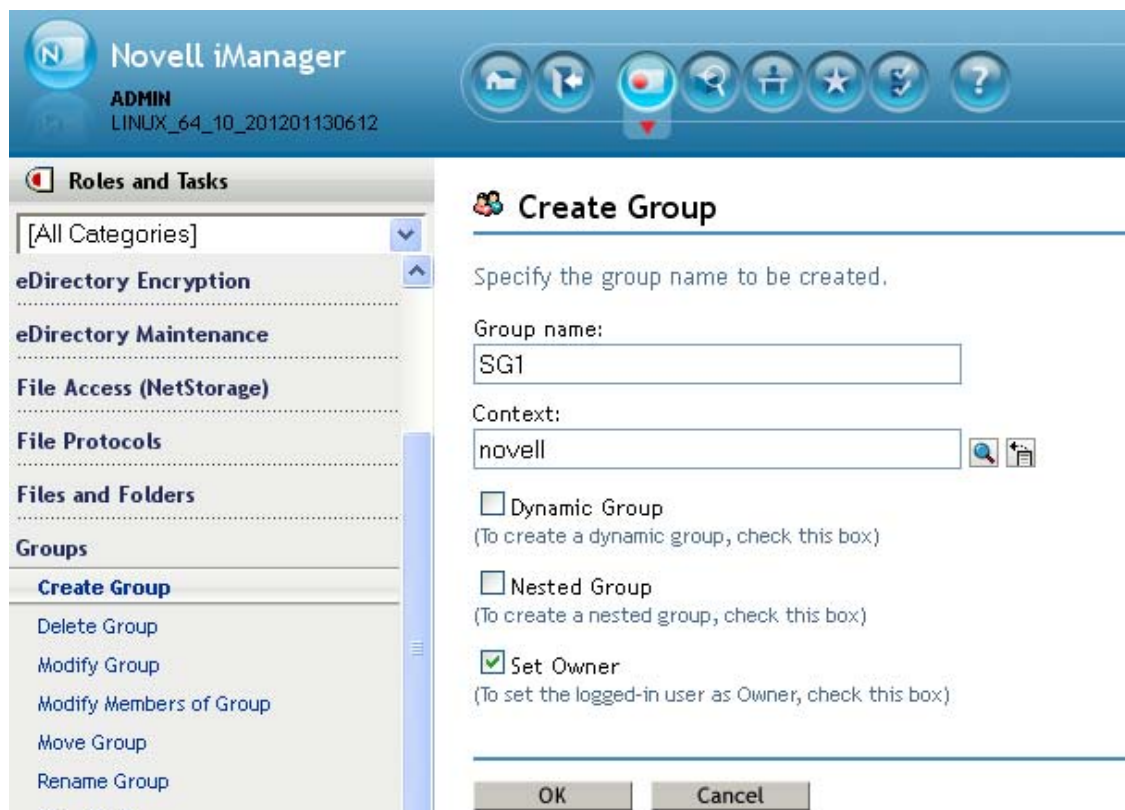 N
Novell iManager
ADMIN
LINUX_64_10_201201130612
?
Roles and Tasks
[All Categories]
eDirectory Encryption
eDirectory Maintenance
File Access (NetStorage)
File Protocols
Files and Folders
Groups
Create Group
Delete Group
Modify Group
Modify Members of Group
Move Group
Rename Group
Create Group
Specify the group name to be created.
Group name:
SG1
Context:
novell
Dynamic Group
(To create a dynamic group, check this box)
Nested Group
(To create a nested group, check this box)
Set Owner
(To set the logged-in user as Owner, check this box)
OK Cancel